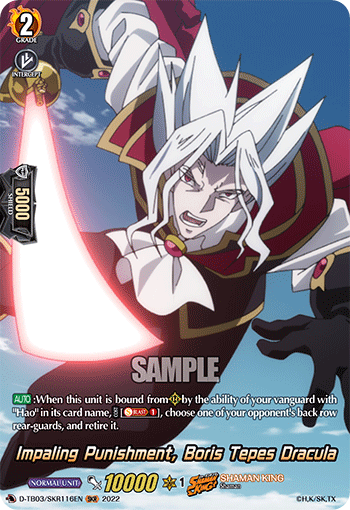 2
GRADE
INTERCEPT
5000
SHIELD
SAMPLE
AUTO :When this unit is bound from H by the ability of your vanguard with
"Hao" in its card name, COST [S BLAST 1], choose one of your opponent's back row
rear-guards, and retire it.
Impaling Punishment, Boris Tepes Dracula
NORMAL UNIT 10000 1 SHAMAN KING SHAMAN KING
Shaman
D-TB03/SKR116EN 2022 ©H,K/SK,TX